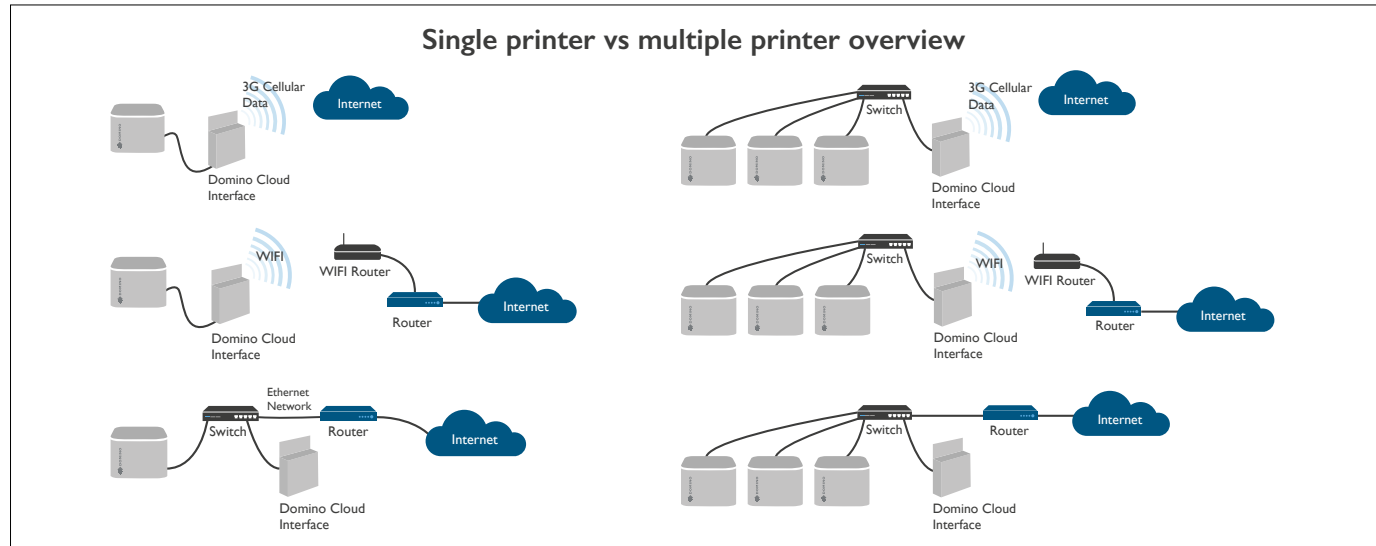 Single printer vs multiple printer overview
3G Cellular
Data
Internet
Domino Cloud
Interface
WIFI
WIFI Router
Router
Internet
Domino Cloud
Interface
Ethernet
Network
Switch
Router
Internet
Domino Cloud
Interface
Switch
3G Cellular
Data
Internet
Domino Cloud
Interface
Switch
WIFI
WIFI Router
Router
Internet
Domino Cloud
Interface
Switch
Router
Internet
Domino Cloud
Interface